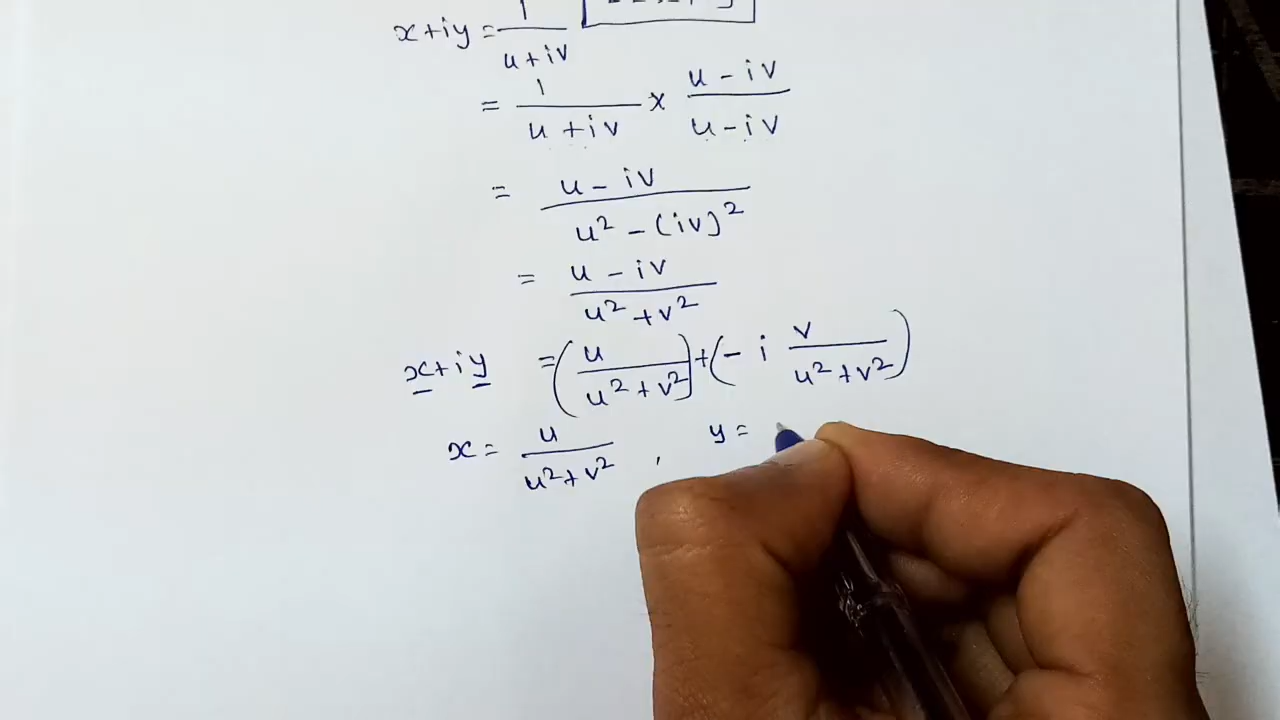 x+iy = 1/(u+iv)
= 1/(u+iv) × (u-iv)/(u-iv)
= (u-iv)/(u²-(iv)²)
= (u-iv)/(u²+v²)
x+iy = (u/(u²+v²)) + (-i v/(u²+v²))
x = u/(u²+v²) , y =